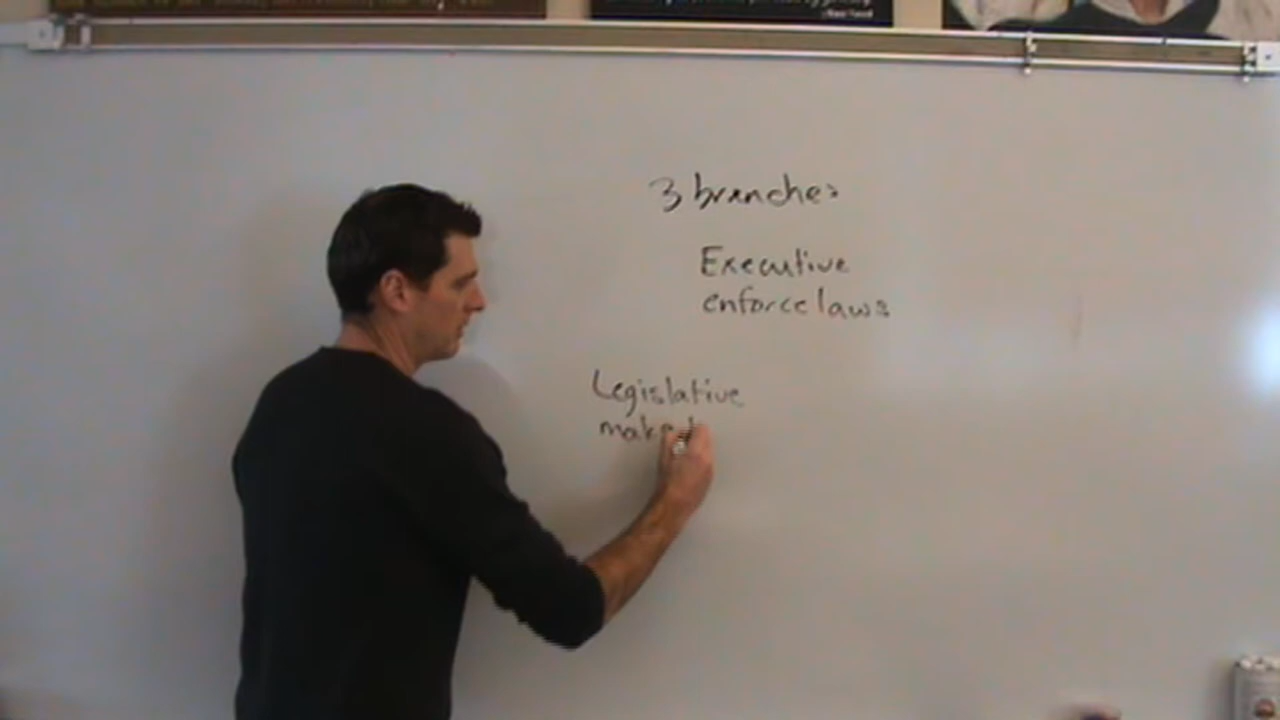 3 branches
Executive
enforce laws
Legislative
make